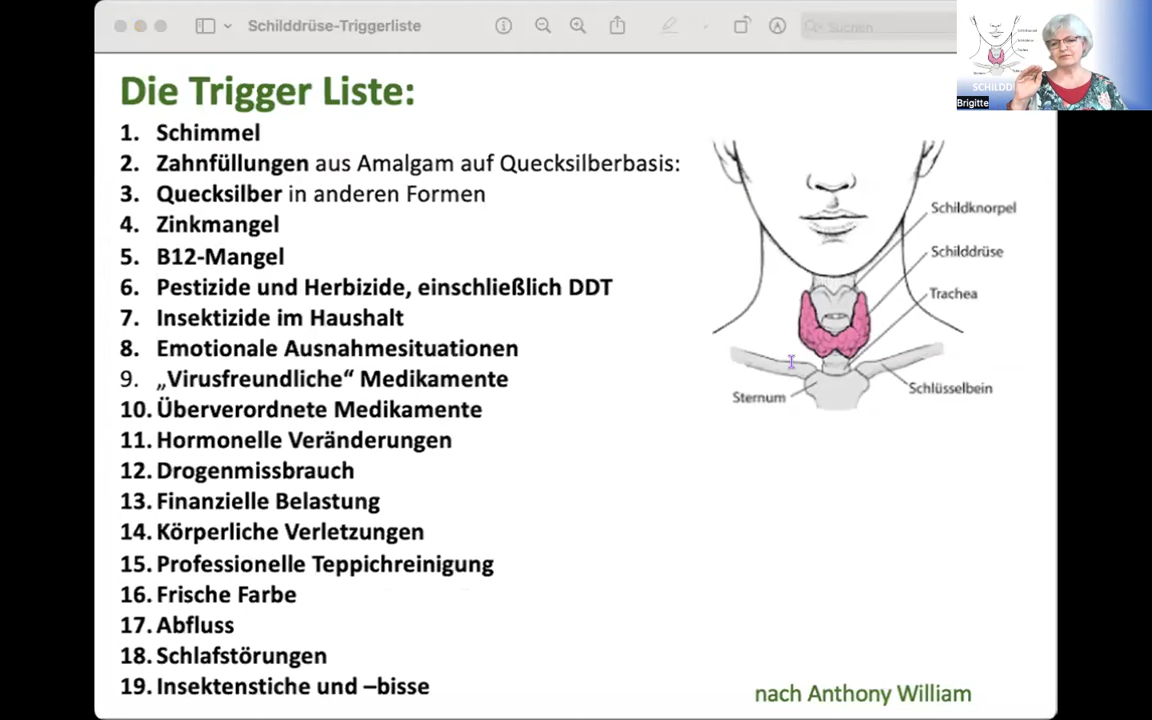 Schilddrüse-Triggerliste
Suchen
Die Trigger Liste:
1. Schimmel
2. Zahnfüllungen aus Amalgam auf Quecksilberbasis:
3. Quecksilber in anderen Formen
4. Zinkmangel
5. B12-Mangel
6. Pestizide und Herbizide, einschließlich DDT
7. Insektizide im Haushalt
8. Emotionale Ausnahmesituationen
9. „Virusfreundliche“ Medikamente
10. Überverordnete Medikamente
11. Hormonelle Veränderungen
12. Drogenmissbrauch
13. Finanzielle Belastung
14. Körperliche Verletzungen
15. Professionelle Teppichreinigung
16. Frische Farbe
17. Abfluss
18. Schlafstörungen
19. Insektenstiche und –bisse
Schildknorpel
Schilddrüse
Trachea
Schlüsselbein
Sternum
nach Anthony William
SCHILDD
Brigitte